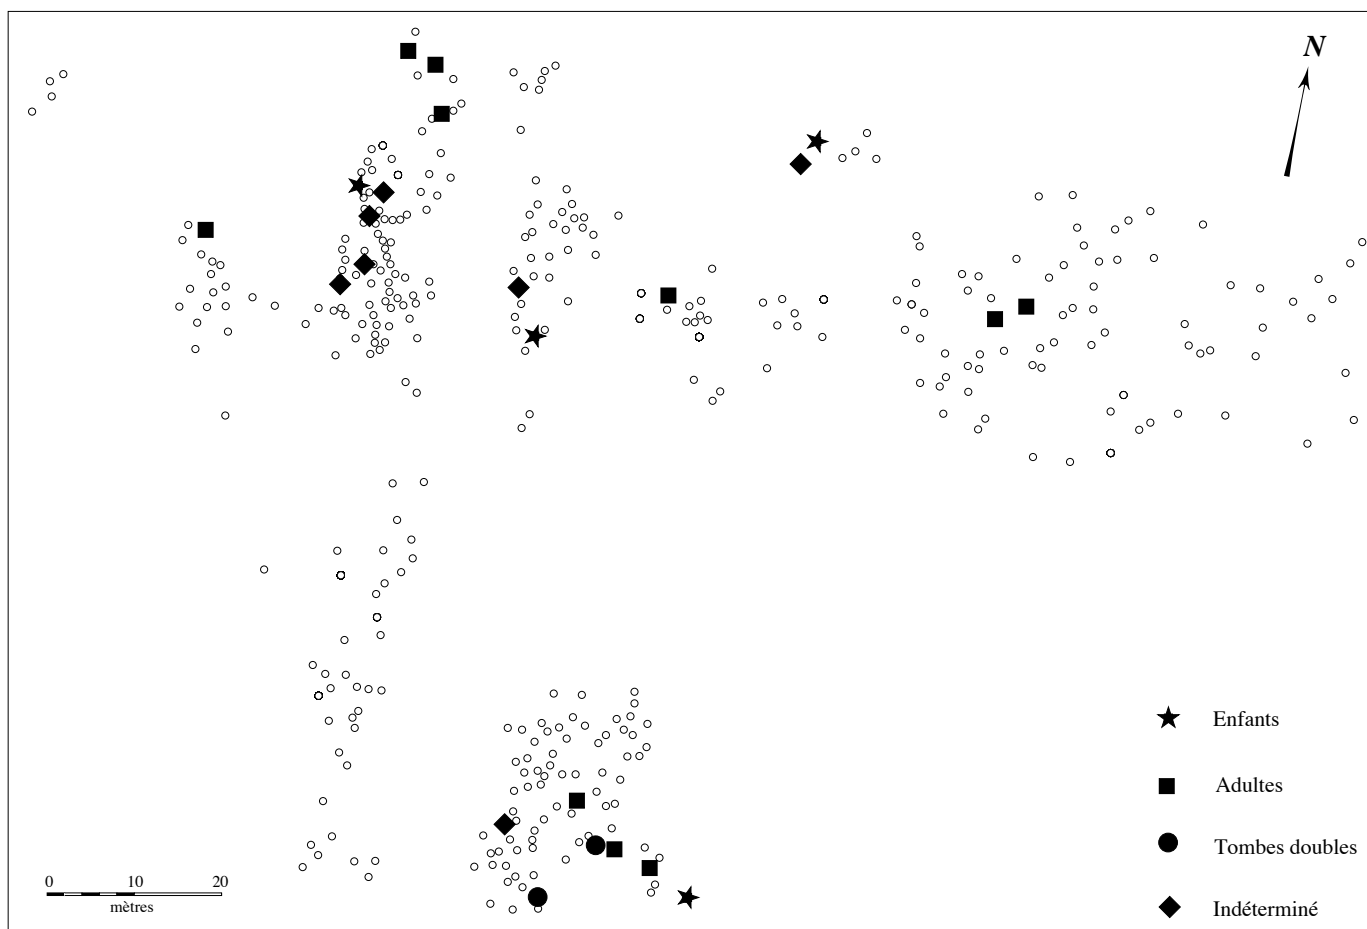 N
Enfants
Adultes
Tombes doubles
Indéterminé
0 10 20
mètres